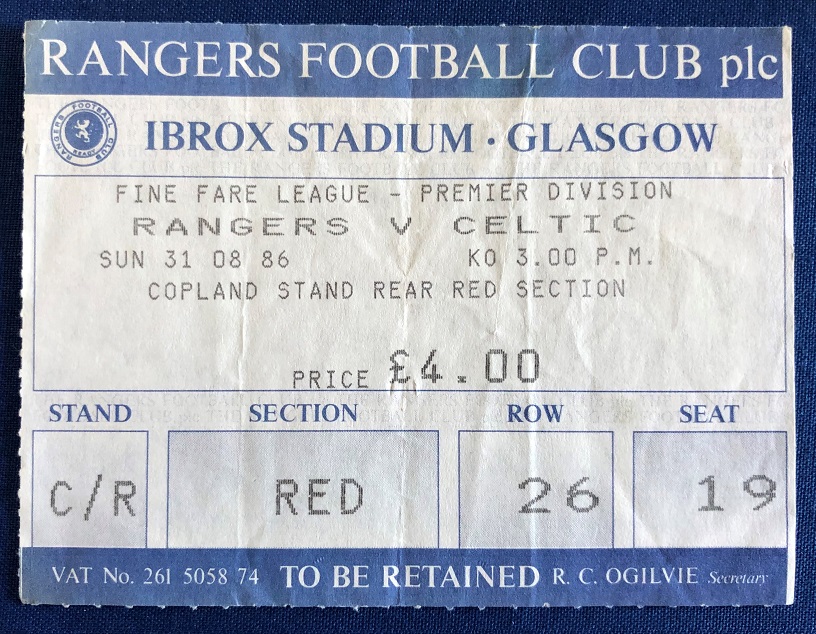 RANGERS FOOTBALL CLUB plc
IBROX STADIUM · GLASGOW
FINE FARE LEAGUE - PREMIER DIVISION
RANGERS V CELTIC
SUN 31 08 86 KO 3.00 P.M.
COPLAND STAND REAR RED SECTION
PRICE £4.00
STAND SECTION ROW SEAT
C/R RED 26 19
VAT No. 261 5058 74 TO BE RETAINED R. C. OGILVIE Secretary